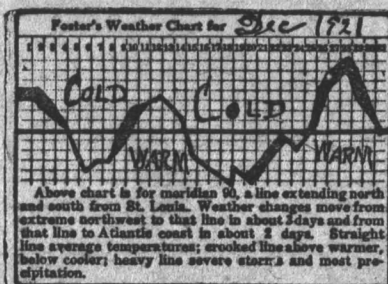 Foster's Weather Chart for Dec 1921
COLD COLD
WARM WARM
Above chart is for meridian 90, a line extending north
and south from St. Louis. Weather changes move from
extreme northwest to that line in about 3 days and from
that line to Atlantic coast in about 2 days. Straight
line average temperatures; crooked line above warmer,
below cooler; heavy line severe storms and most pre-
cipitation.